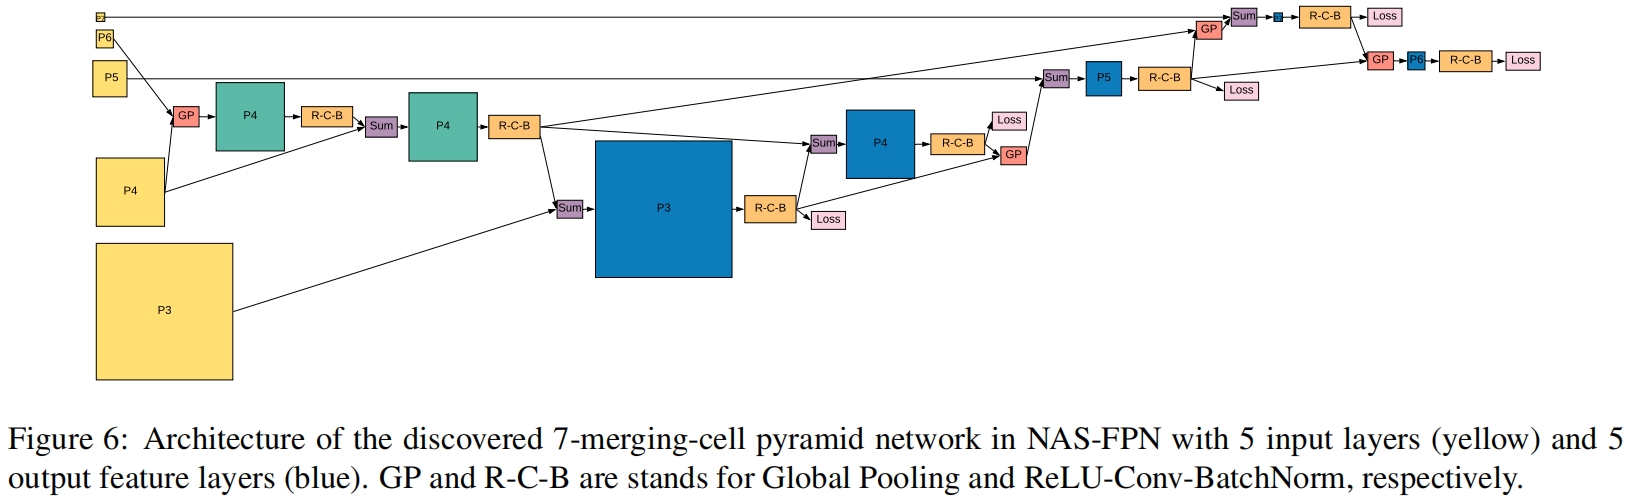 Sum
R-C-B
Loss
P6
GP
P5
Sum
P5
R-C-B
GP
P6
R-C-B
Loss
Loss
GP
P4
R-C-B
Sum
P4
R-C-B
Loss
Sum
P4
R-C-B
GP
P4
Sum
P3
R-C-B
Loss
P3
Figure 6: Architecture of the discovered 7-merging-cell pyramid network in NAS-FPN with 5 input layers (yellow) and 5
output feature layers (blue). GP and R-C-B are stands for Global Pooling and ReLU-Conv-BatchNorm, respectively.